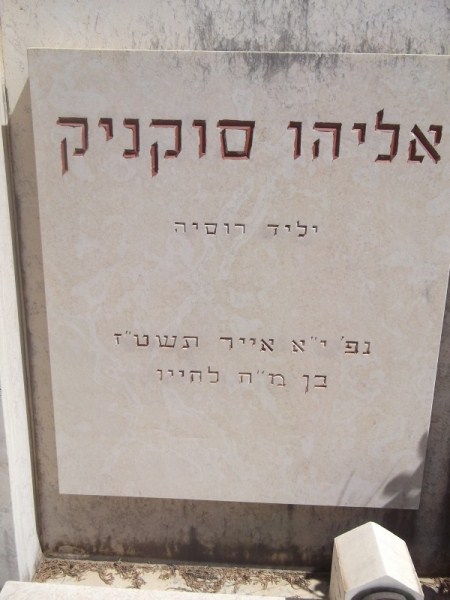 אליהו סוקניק
יליד רוסיה
נפ' י"א אייר תשט"ז
בן מ"ה לחייו